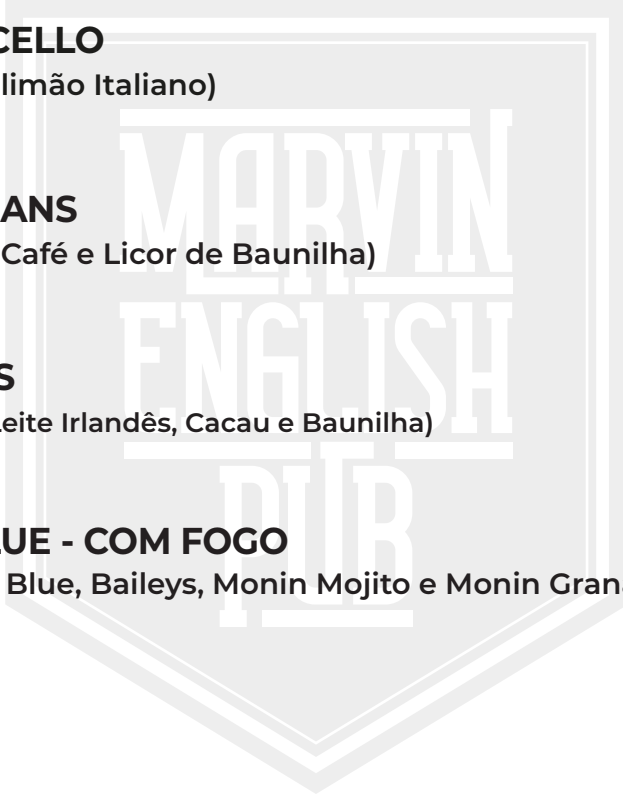 CELLO
limão Italiano)
ANS
Café e Licor de Baunilha)
S
eite Irlandês, Cacau e Baunilha)
UE - COM FOGO
Blue, Baileys, Monin Mojito e Monin Gran
MARVIN
ENGLISH
PUB